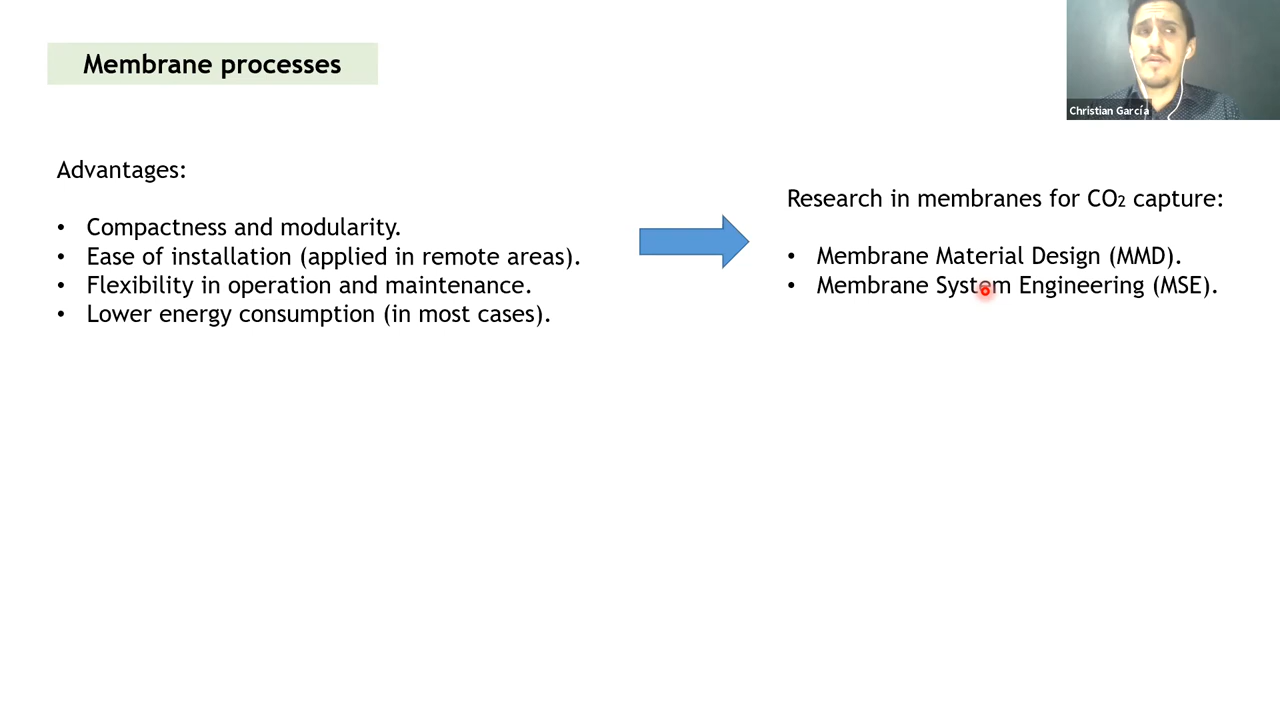 Membrane processes
Christian García
Advantages:
• Compactness and modularity.
• Ease of installation (applied in remote areas).
• Flexibility in operation and maintenance.
• Lower energy consumption (in most cases).
Research in membranes for CO₂ capture:
• Membrane Material Design (MMD).
• Membrane System Engineering (MSE).